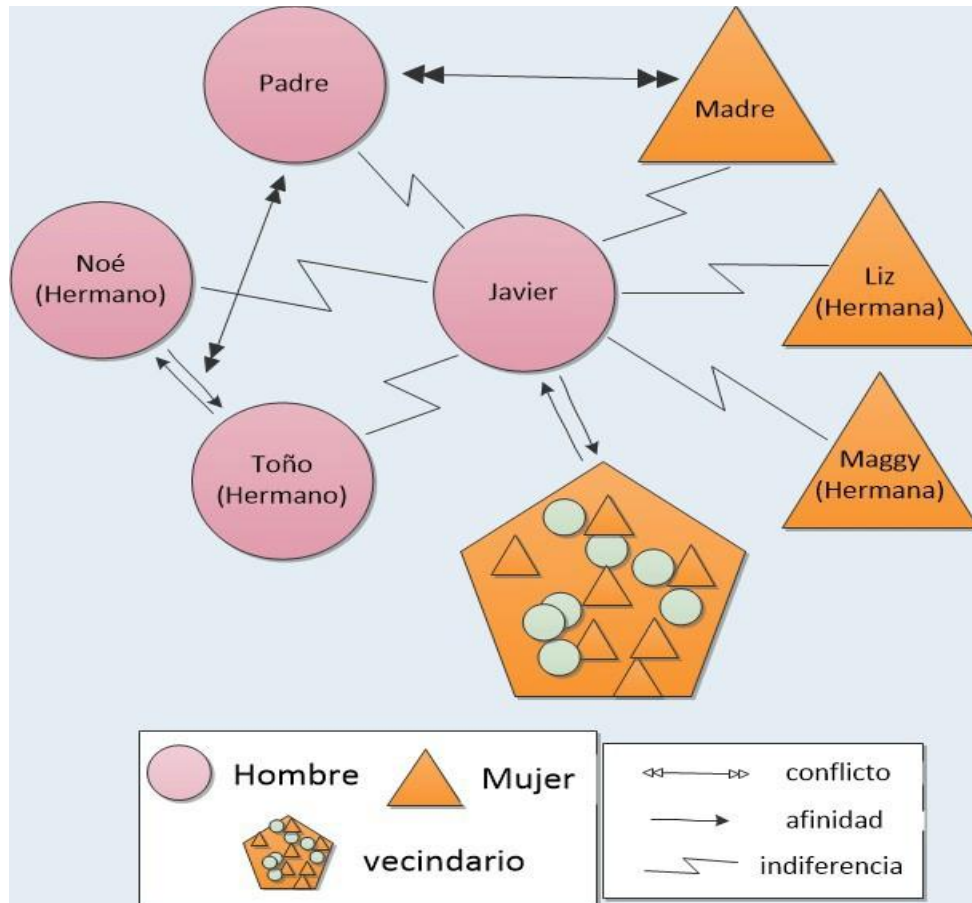 Padre
Madre
Noé
(Hermano)
Javier
Liz
(Hermana)
Toño
(Hermano)
Maggy
(Hermana)
Hombre
Mujer
vecindario
conflicto
afinidad
indiferencia